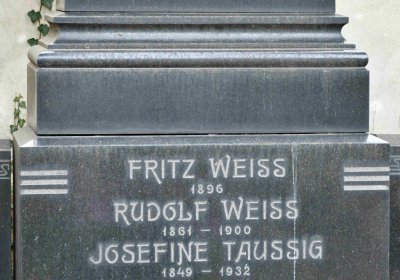 FRITZ WEISS
1896
RUDOLF WEISS
1861 – 1900
JOSEFINE TAUSSIG
1849 – 1932